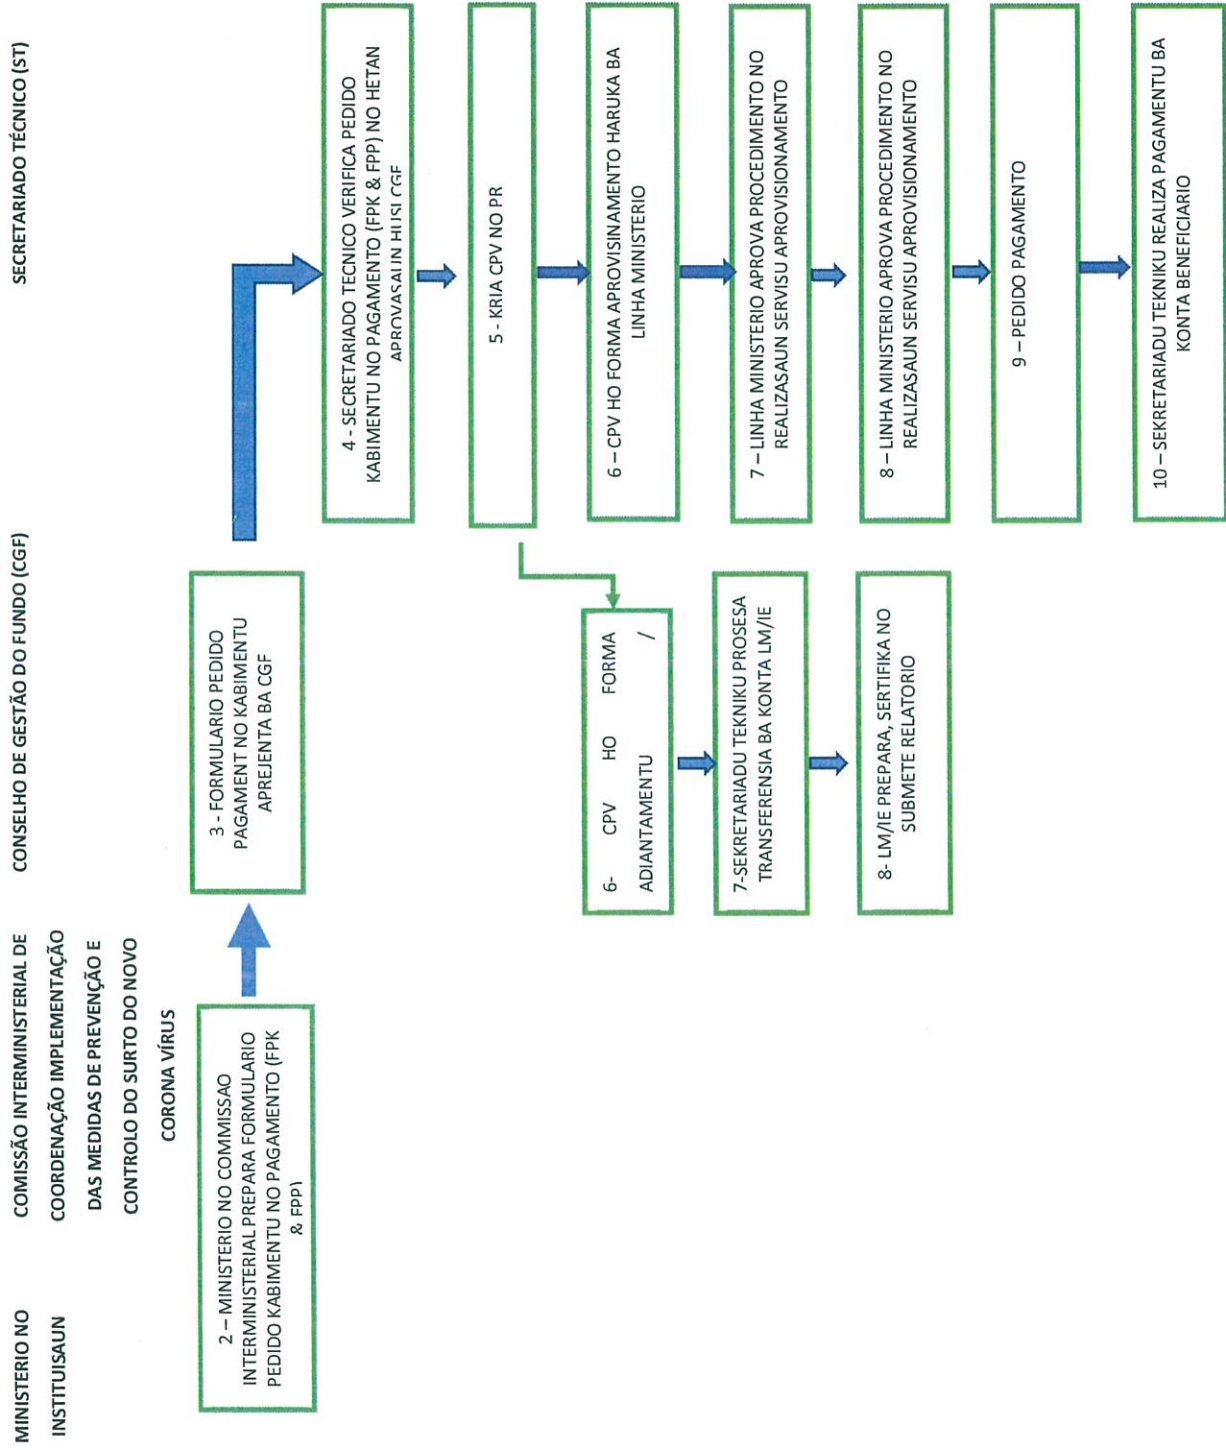 MINISTERIO NO
INSTITUISAUN
COMISSÃO INTERMINISTERIAL DE
COORDENAÇÃO IMPLEMENTAÇÃO
DAS MEDIDAS DE PREVENÇÃO E
CONTROLO DO SURTO DO NOVO
CORONA VÍRUS
CONSELHO DE GESTÃO DO FUNDO (CGF)
SECRETARIADO TÉCNICO (ST)
2 – MINISTERIO NO COMMISSAO
INTERMINISTERIAL PREPARA FORMULARIO
PEDIDO KABIMENTU NO PAGAMENTO (FPK
& FPP)
3 - FORMULARIO PEDIDO
PAGAMENT NO KABIMENTU
APREJENTA BA CGF
4 - SECRETARIADO TECNICO VERIFICA PEDIDO
KABIMENTU NO PAGAMENTO (FPK & FPP) NO HETAN
APROVASAUN HUSI CGF
5 - KRIA CPV NO PR
6 – CPV HO FORMA APROVISINAMENTO HARUKA BA
LINHA MINISTERIO
7 – LINHA MINISTERIO APROVA PROCEDIMENTO NO
REALIZASAUN SERVISU APROVISIONAMENTO
8 – LINHA MINISTERIO APROVA PROCEDIMENTO NO
REALIZASAUN SERVISU APROVISIONAMENTO
9 – PEDIDO PAGAMENTO
10 – SEKRETARIADU TEKNIKU REALIZA PAGAMENTU BA
KONTA BENEFICIARIO
6- CPV HO FORMA /
ADIANTAMENTU
7-SEKRETARIADU TEKNIKU PROSESA
TRANSFERENSIA BA KONTA LM/IE
8- LM/IE PREPARA, SERTIFIKA NO
SUBMETE RELATORIO